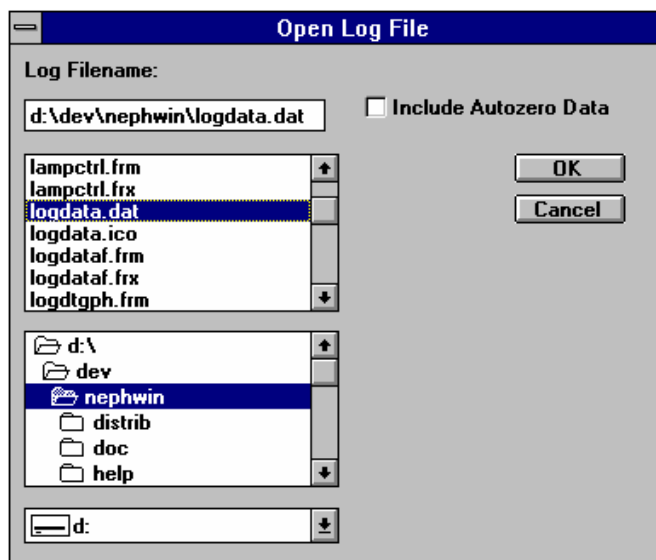 Open Log File
Log Filename:
d:\dev\nephwin\logdata.dat
Include Autozero Data
lampctrl.frm
lampctrl.frx
logdata.dat
logdata.ico
logdataf.frm
logdataf.frx
logdtgph.frm
OK
Cancel
d:\
dev
nephwin
distrib
doc
help
d: